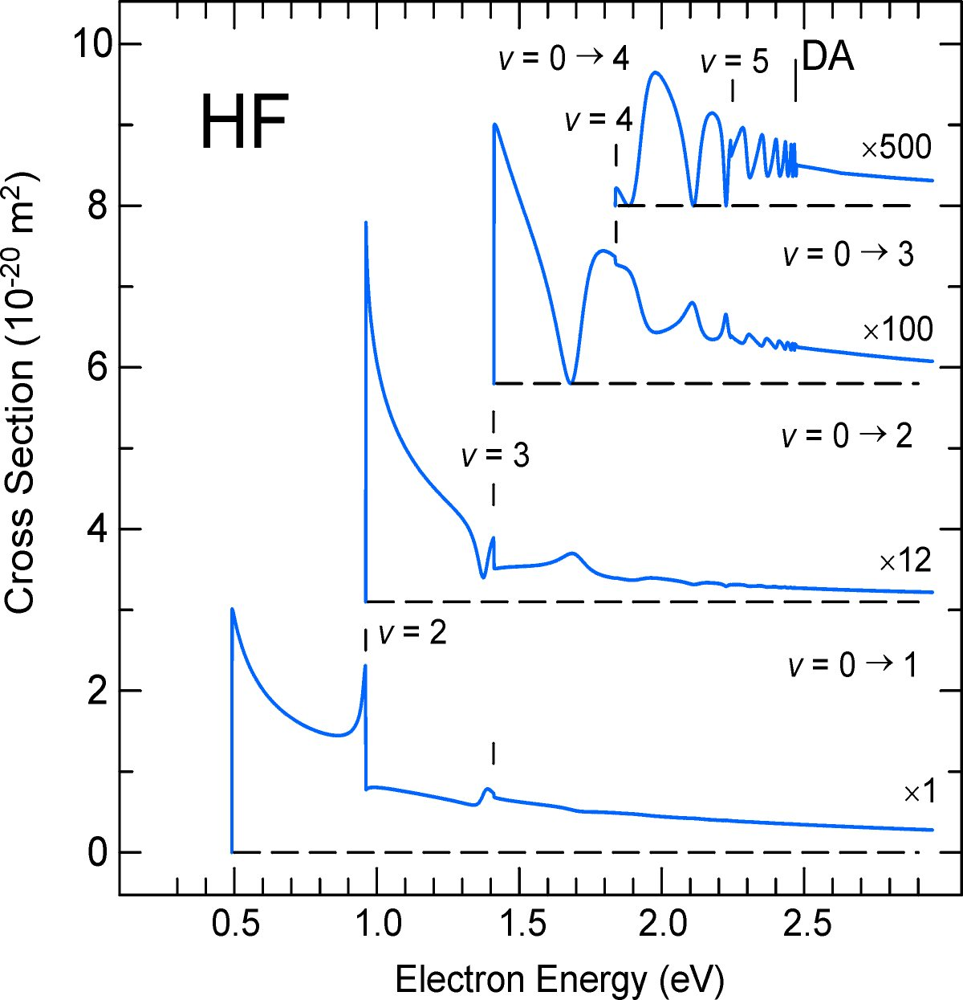 HF
v = 0 → 4
v = 5
DA
v = 4
×500
v = 0 → 3
×100
v = 0 → 2
v = 3
×12
v = 2
v = 0 → 1
×1
10
8
6
4
2
0
Cross Section (10⁻²⁰ m²)
0.5 1.0 1.5 2.0 2.5
Electron Energy (eV)